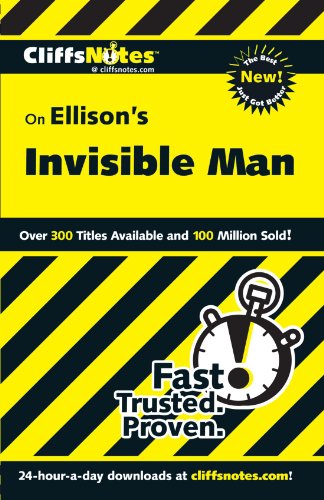 CliffsNotes™
@ cliffsnotes.com
The Best
New!
Just Got Better
On Ellison's
Invisible Man
Over 300 Titles Available and 100 Million Sold!
Fast.
Trusted.
Proven.
24-hour-a-day downloads at cliffsnotes.com!